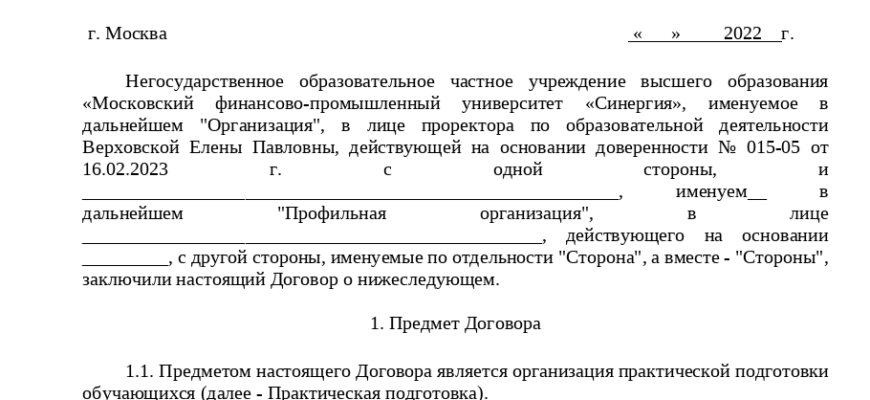 г. Москва « » 2022 г.
Негосударственное образовательное частное учреждение высшего образования
«Московский финансово-промышленный университет «Синергия», именуемое в
дальнейшем "Организация", в лице проректора по образовательной деятельности
Верховской Елены Павловны, действующей на основании доверенности № 015-05 от
16.02.2023 г. с одной стороны, и
____________________________________________________________, именуем__ в
дальнейшем "Профильная организация", в лице
____________________________________________________, действующего на основании
_________, с другой стороны, именуемые по отдельности "Сторона", а вместе - "Стороны",
заключили настоящий Договор о нижеследующем.
1. Предмет Договора
1.1. Предметом настоящего Договора является организация практической подготовки
обучающихся (далее - Практическая подготовка).